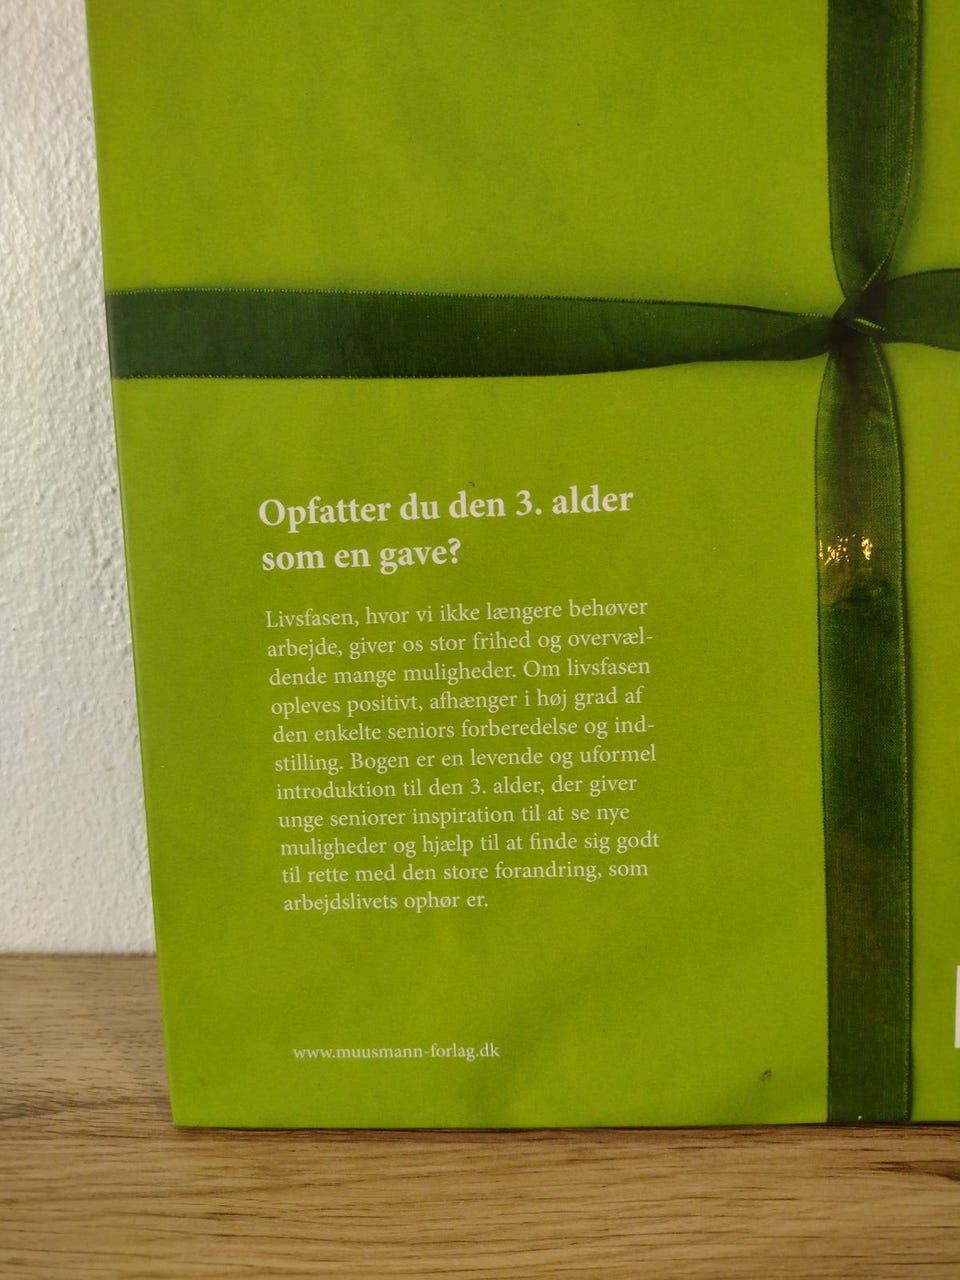 Opfatter du den 3. alder
som en gave?
Livsfasen, hvor vi ikke længere behøver
arbejde, giver os stor frihed og overvæl-
dende mange muligheder. Om livsfasen
opleves positivt, afhænger i høj grad af
den enkelte seniors forberedelse og ind-
stilling. Bogen er en levende og uformel
introduktion til den 3. alder, der giver
unge seniorer inspiration til at se nye
muligheder og hjælp til at finde sig godt
til rette med den store forandring, som
arbejdslivets ophør er.
www.muusmann-forlag.dk